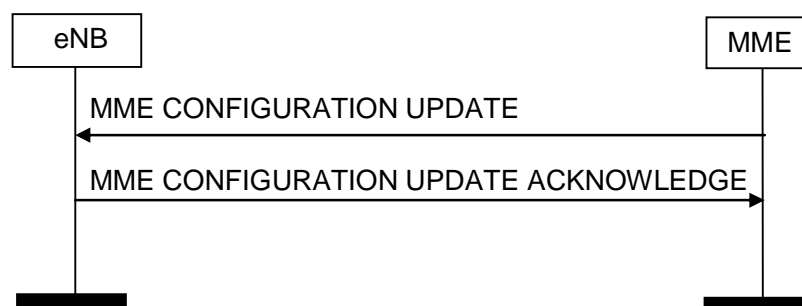 eNB
MME
MME CONFIGURATION UPDATE
MME CONFIGURATION UPDATE ACKNOWLEDGE